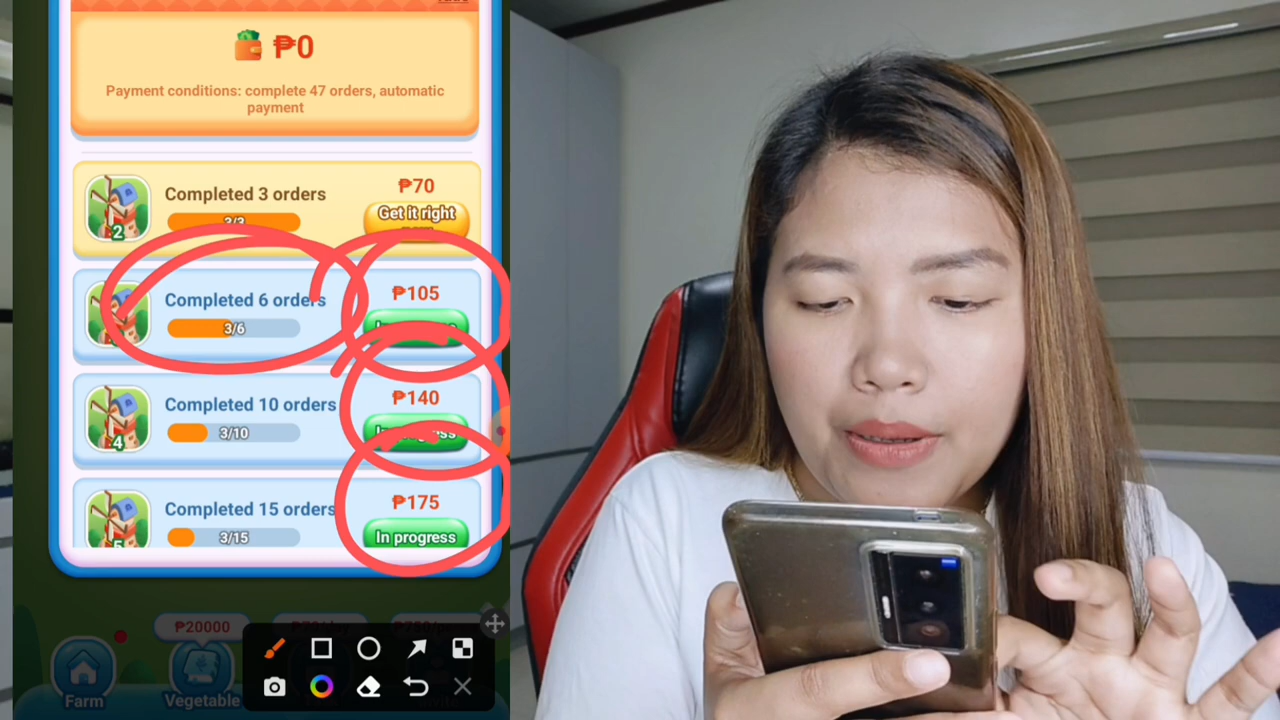 ₱0
Payment conditions: complete 47 orders, automatic
payment
Completed 3 orders
₱70
3/3
Get it right
2
Completed 6 orders
₱105
3/6
Completed 10 orders
₱140
3/10
4
Completed 15 orders
₱175
3/15
In progress
5
₱20000
Farm
Vegetable